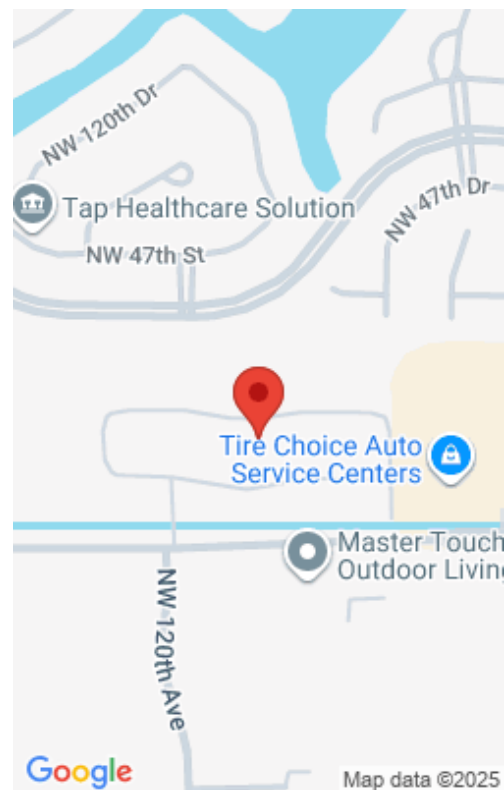 NW 120th Dr
Tap Healthcare Solution
NW 47th Dr
NW 47th St
Tire Choice Auto
Service Centers
Master Touch
Outdoor Living
NW 120th Ave
Google
Map data ©2025